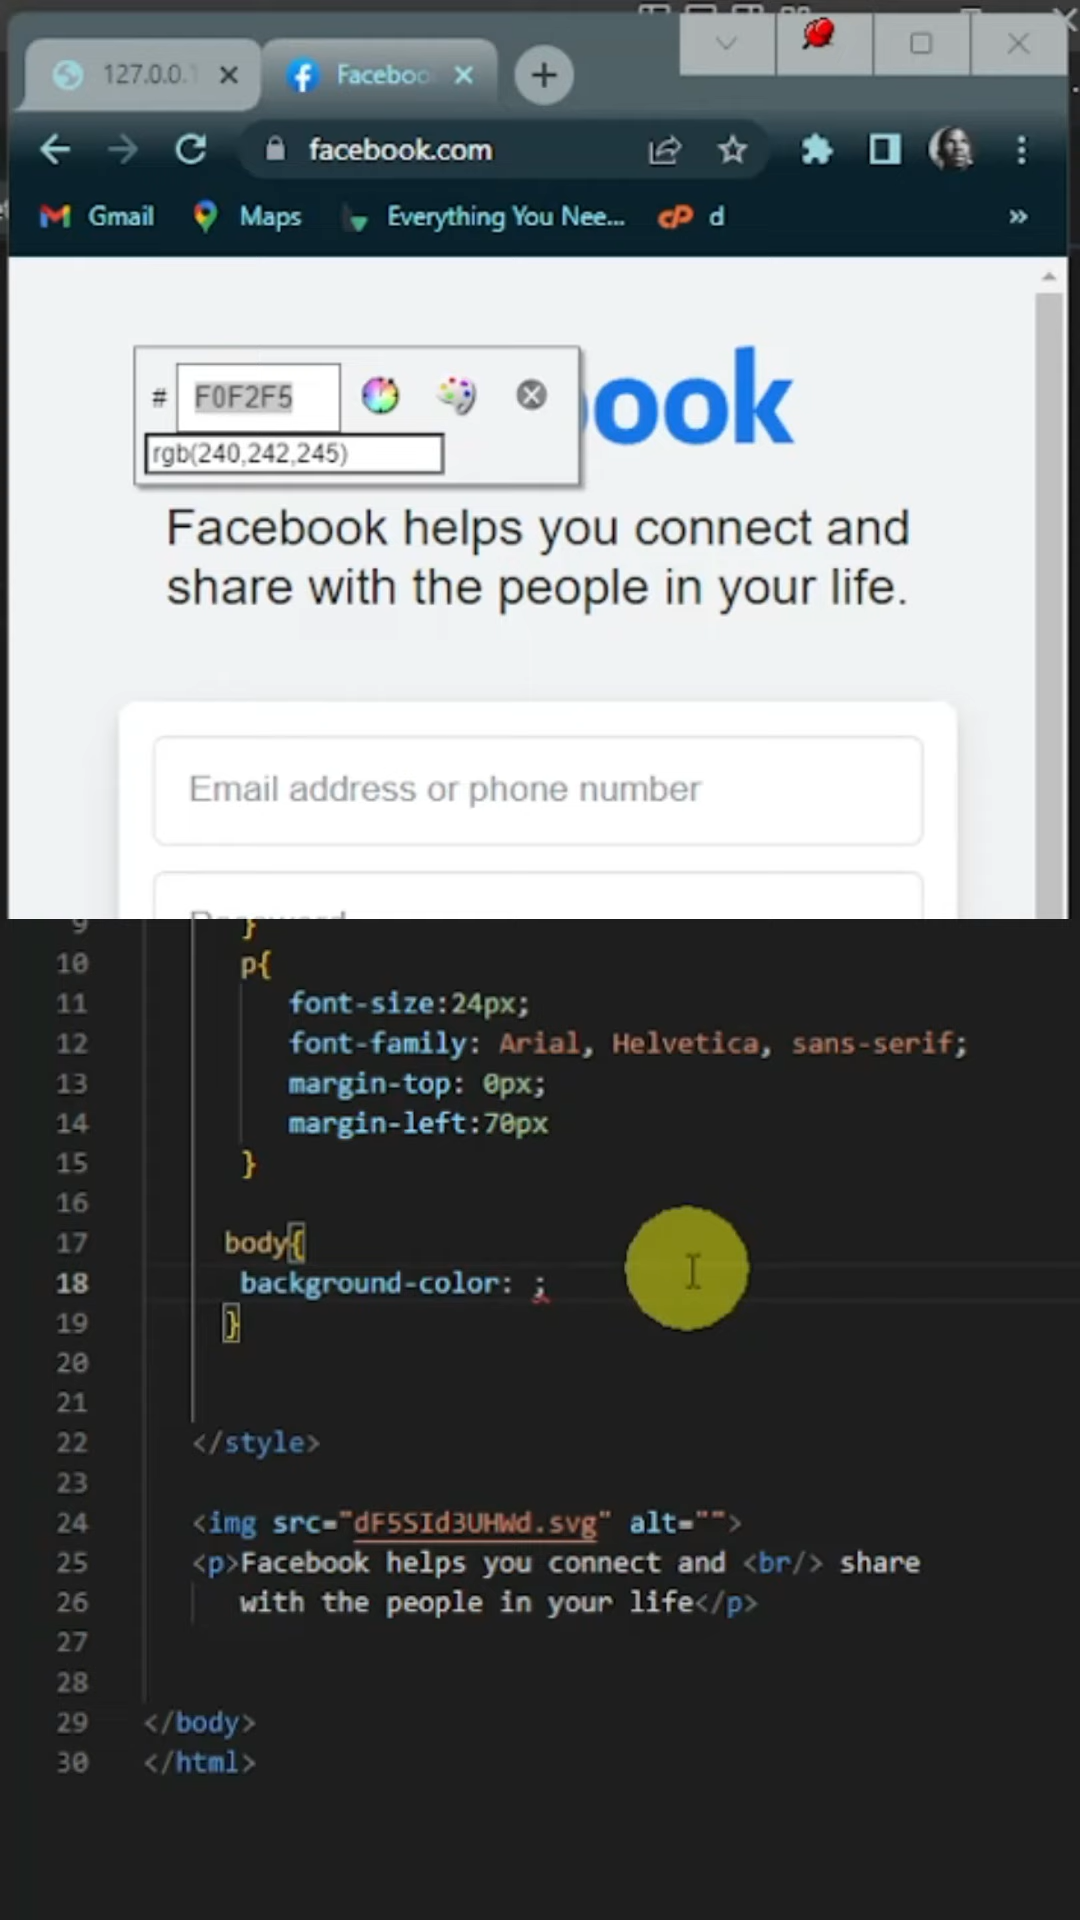 127.0.0.1
Faceboo
facebook.com
Gmail
Maps
Everything You Nee...
cP d
»
# F0F2F5
rgb(240,242,245)
ook
Facebook helps you connect and
share with the people in your life.
Email address or phone number
Password
9 }
10 p{
11 font-size:24px;
12 font-family: Arial, Helvetica, sans-serif;
13 margin-top: 0px;
14 margin-left:70px
15 }
16
17 body{
18 background-color: ;
19 }
20
21
22 </style>
23
24 <img src="dF5SId3UHWd.svg" alt="">
25 <p>Facebook helps you connect and <br/> share
26 with the people in your life</p>
27
28
29 </body>
30 </html>